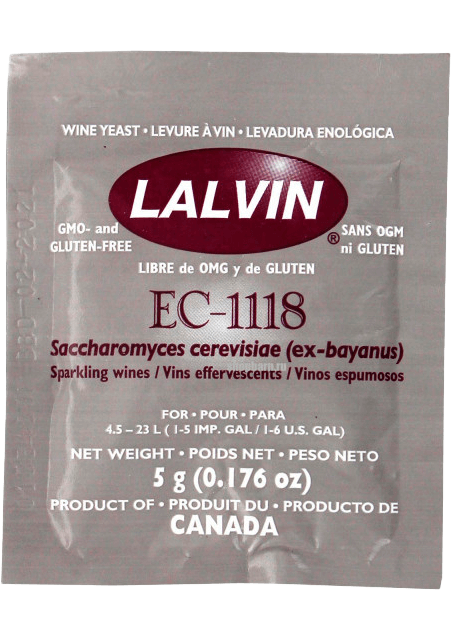 WINE YEAST • LEVURE À VIN • LEVADURA ENOLÓGICA
LALVIN®
GMO- and
GLUTEN-FREE
SANS OGM
ni GLUTEN
LIBRE de OMG y de GLUTEN
EC-1118
Saccharomyces cerevisiae (ex-bayanus)
Sparkling wines / Vins effervescents / Vinos espumosos
FOR • POUR • PARA
4.5 – 23 L ( 1-5 IMP. GAL / 1-6 U.S. GAL)
NET WEIGHT • POIDS NET • PESO NETO
5 g (0.176 oz)
PRODUCT OF • PRODUIT DU • PRODUCTO DE
CANADA